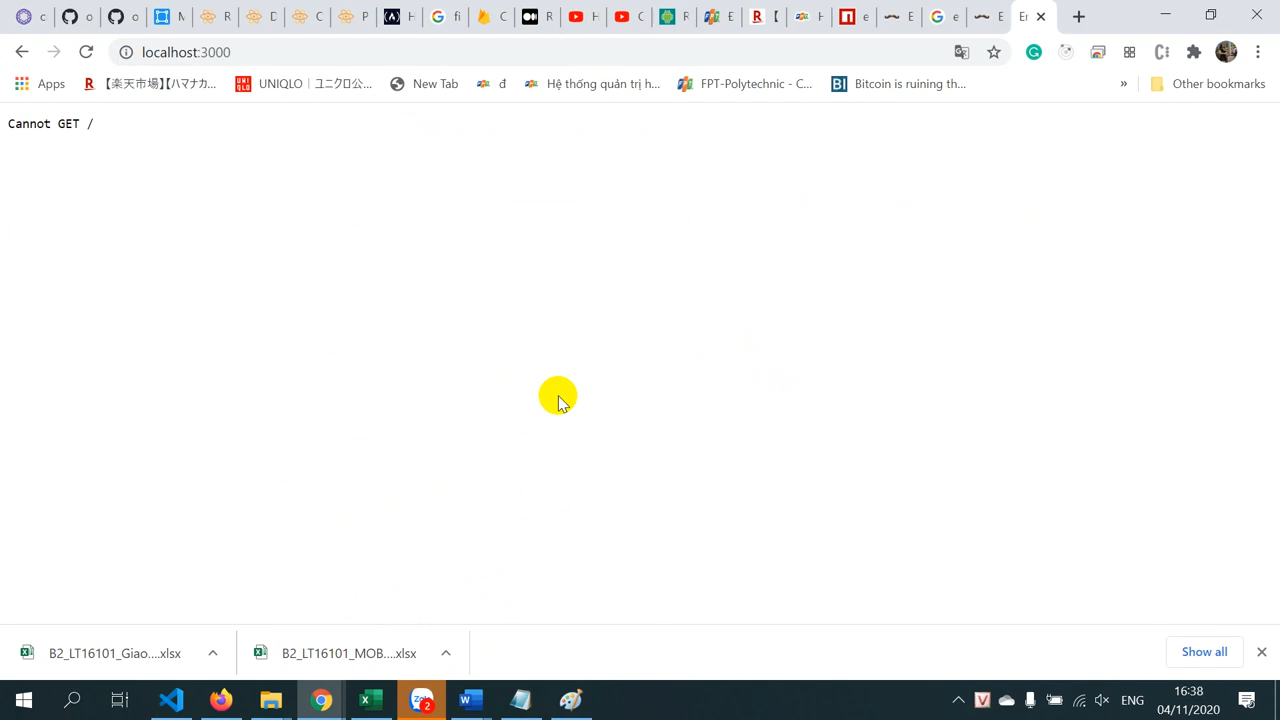 localhost:3000
Apps
【楽天市場】【ハマナカ...
UNIQLO｜ユニクロ公...
New Tab
đ
Hệ thống quản trị h...
FPT-Polytechnic - C...
Bitcoin is ruining th...
»
Other bookmarks
Cannot GET /
B2_LT16101_Giao....xlsx
B2_LT16101_MOB....xlsx
Show all
2
ENG
16:38
04/11/2020